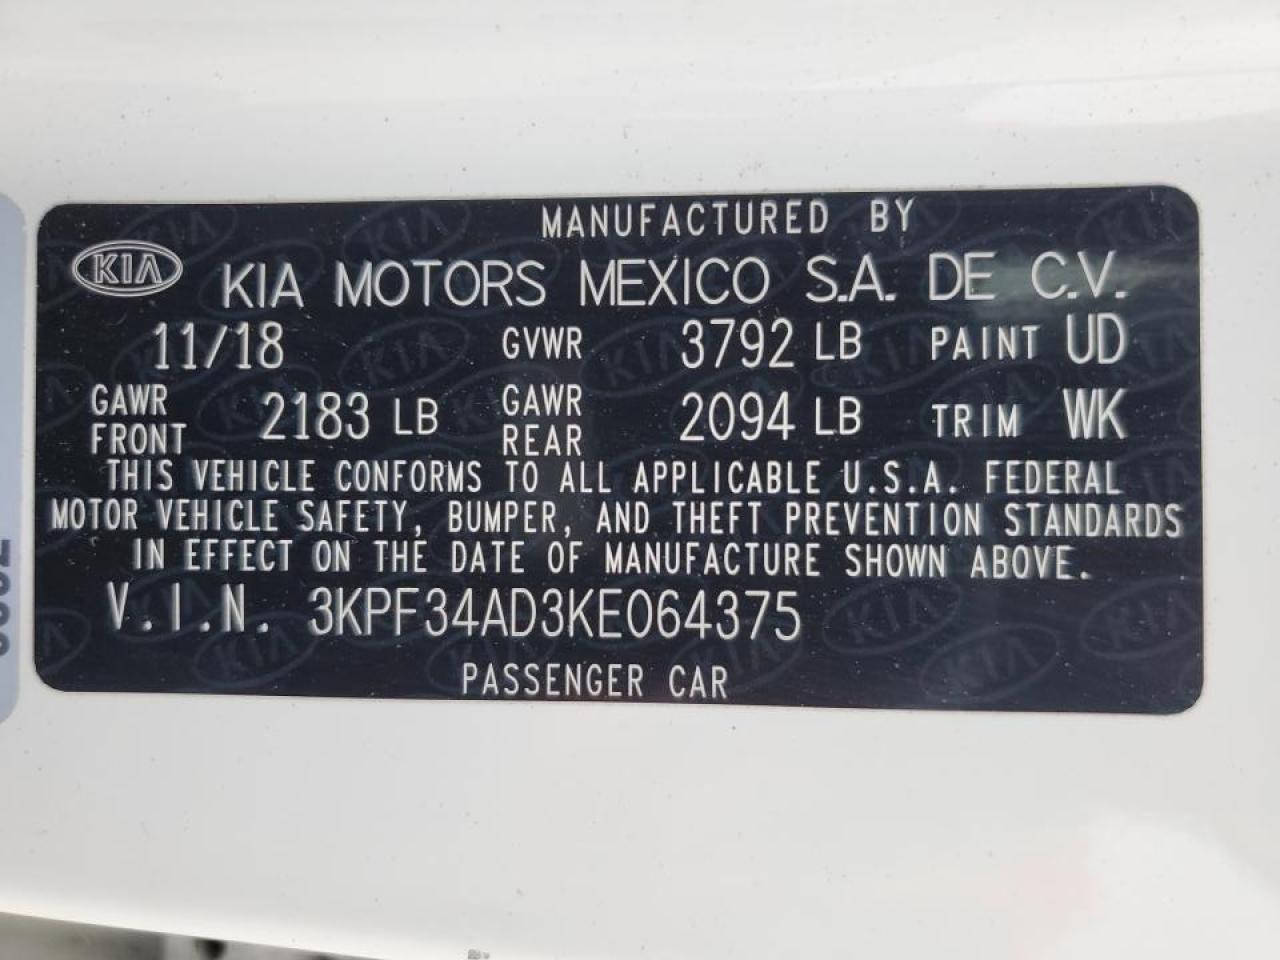 MANUFACTURED BY
KIA KIA MOTORS MEXICO S.A. DE C.V.
11/18 GVWR 3792 LB PAINT UD
GAWR FRONT 2183 LB GAWR REAR 2094 LB TRIM WK
THIS VEHICLE CONFORMS TO ALL APPLICABLE U.S.A. FEDERAL
MOTOR VEHICLE SAFETY, BUMPER, AND THEFT PREVENTION STANDARDS
IN EFFECT ON THE DATE OF MANUFACTURE SHOWN ABOVE.
V.I.N. 3KPF34AD3KE064375
PASSENGER CAR